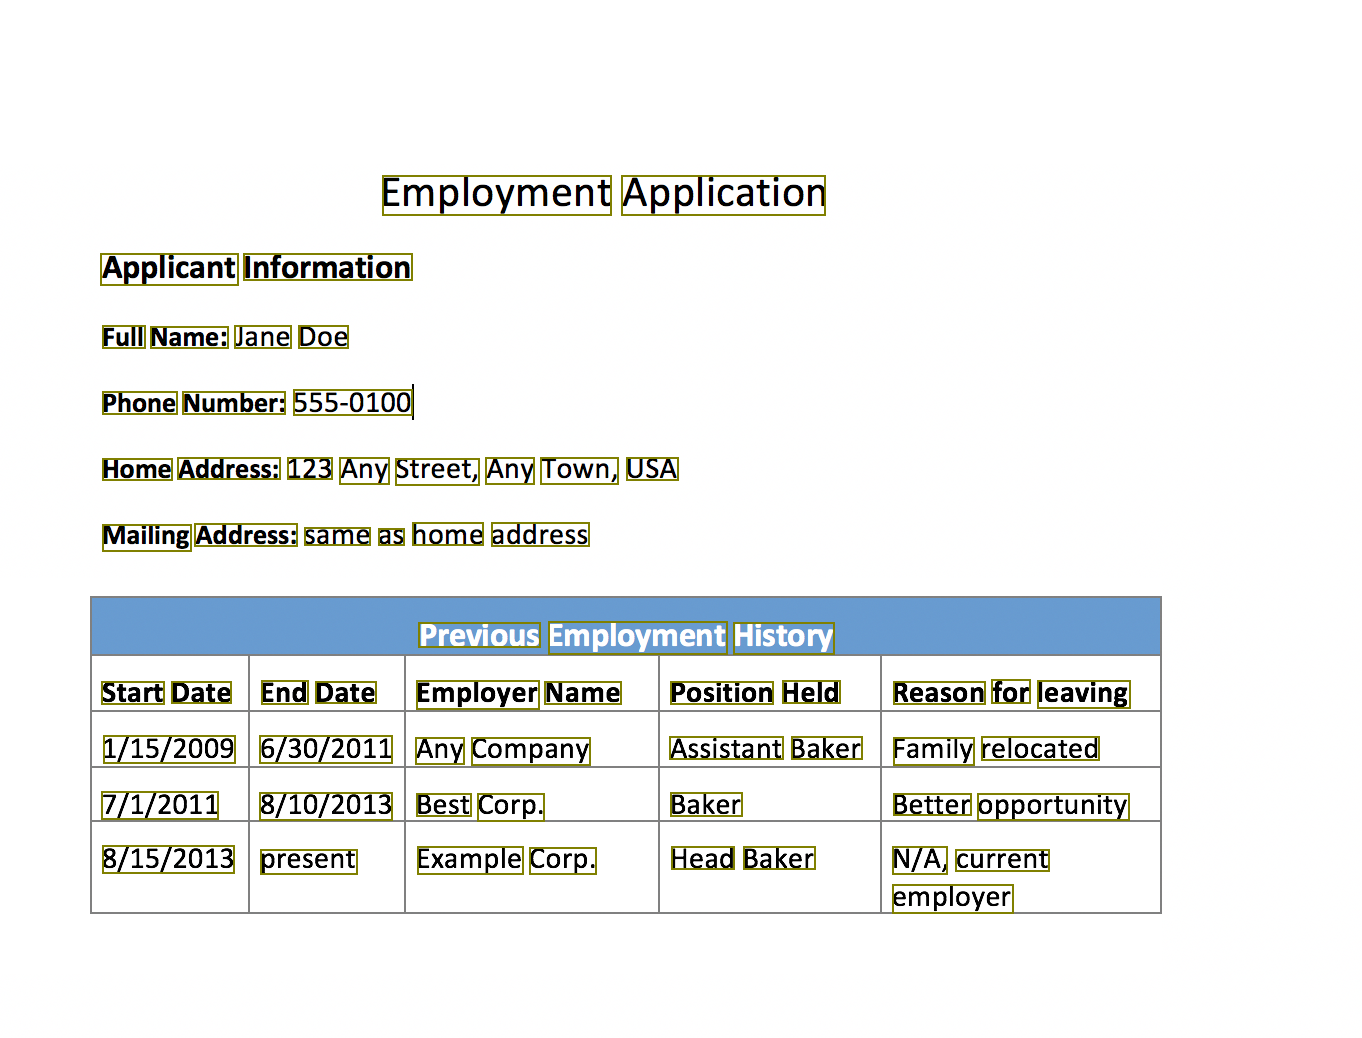 Employment Application
Applicant Information
Full Name: Jane Doe
Phone Number: 555-0100
Home Address: 123 Any Street, Any Town, USA
Mailing Address: same as home address
Previous Employment History
Start Date End Date Employer Name Position Held Reason for leaving
1/15/2009 6/30/2011 Any Company Assistant Baker Family relocated
7/1/2011 8/10/2013 Best Corp. Baker Better opportunity
8/15/2013 present Example Corp. Head Baker N/A, current
employer